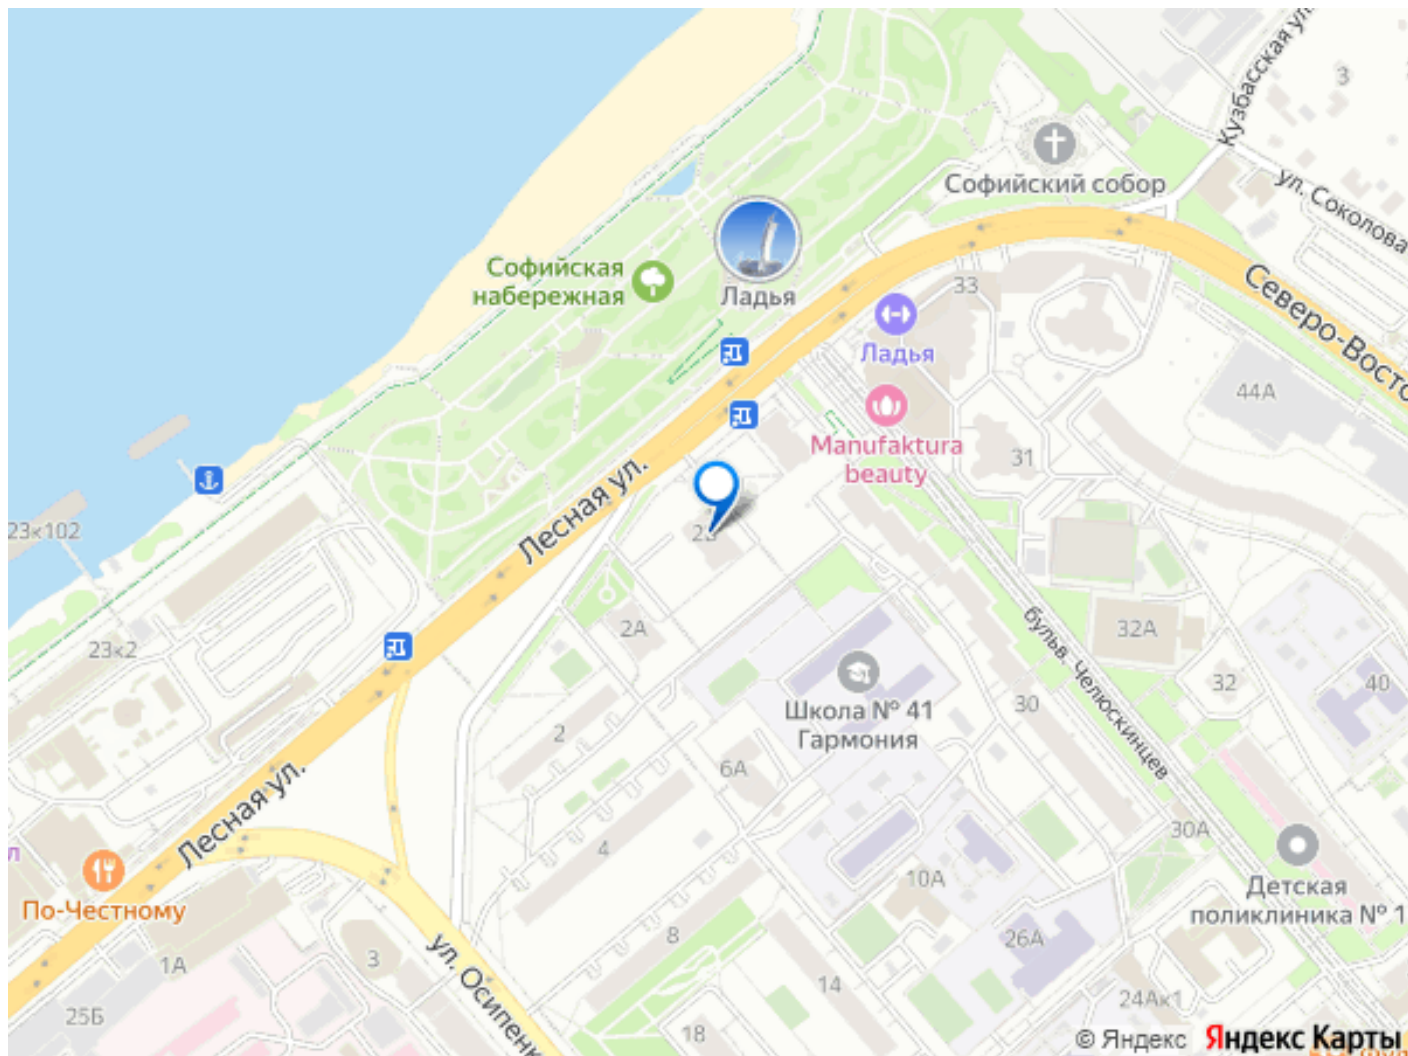 Кузбасская ул.
3
Софийский собор
ул. Соколова
Софийская
набережная
Ладья
33
Северо-Восто
Ладья
44А
Manufaktura
beauty
31
Лесная ул.
23к102
2А
32А
бульв. Челюскинцев
23к2
32
40
Школа № 41
Гармония
30
2
6А
Лесная ул.
л
4
30А
По-Честному
10А
Детская
поликлиника № 1
8
26А
ул. Осипенк
3
1А
14
24Ак1
25Б
18
© Яндекс Яндекс Карты